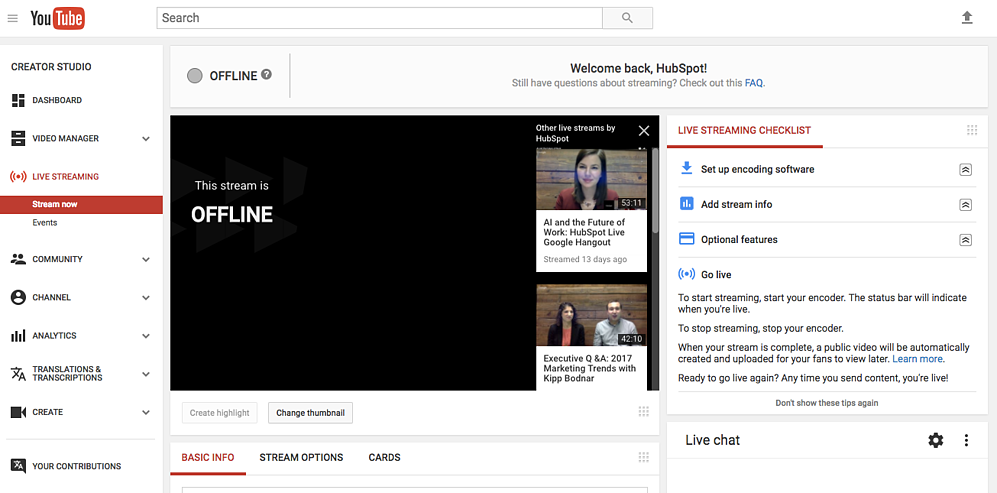 YouTube
Search
CREATOR STUDIO
DASHBOARD
VIDEO MANAGER
LIVE STREAMING
Stream now
Events
COMMUNITY
CHANNEL
ANALYTICS
TRANSLATIONS &
TRANSCRIPTIONS
CREATE
YOUR CONTRIBUTIONS
OFFLINE ?
Welcome back, HubSpot!
Still have questions about streaming? Check out this FAQ.
This stream is
OFFLINE
Other live streams by
HubSpot
53:11
AI and the Future of
Work: HubSpot Live
Google Hangout
Streamed 13 days ago
42:10
Executive Q &A: 2017
Marketing Trends with
Kipp Bodnar
Create highlight
Change thumbnail
BASIC INFO
STREAM OPTIONS
CARDS
LIVE STREAMING CHECKLIST
Set up encoding software
Add stream info
Optional features
Go live
To start streaming, start your encoder. The status bar will indicate
when you're live.
To stop streaming, stop your encoder.
When your stream is complete, a public video will be automatically
created and uploaded for your fans to view later. Learn more.
Ready to go live again? Any time you send content, you're live!
Don't show these tips again
Live chat